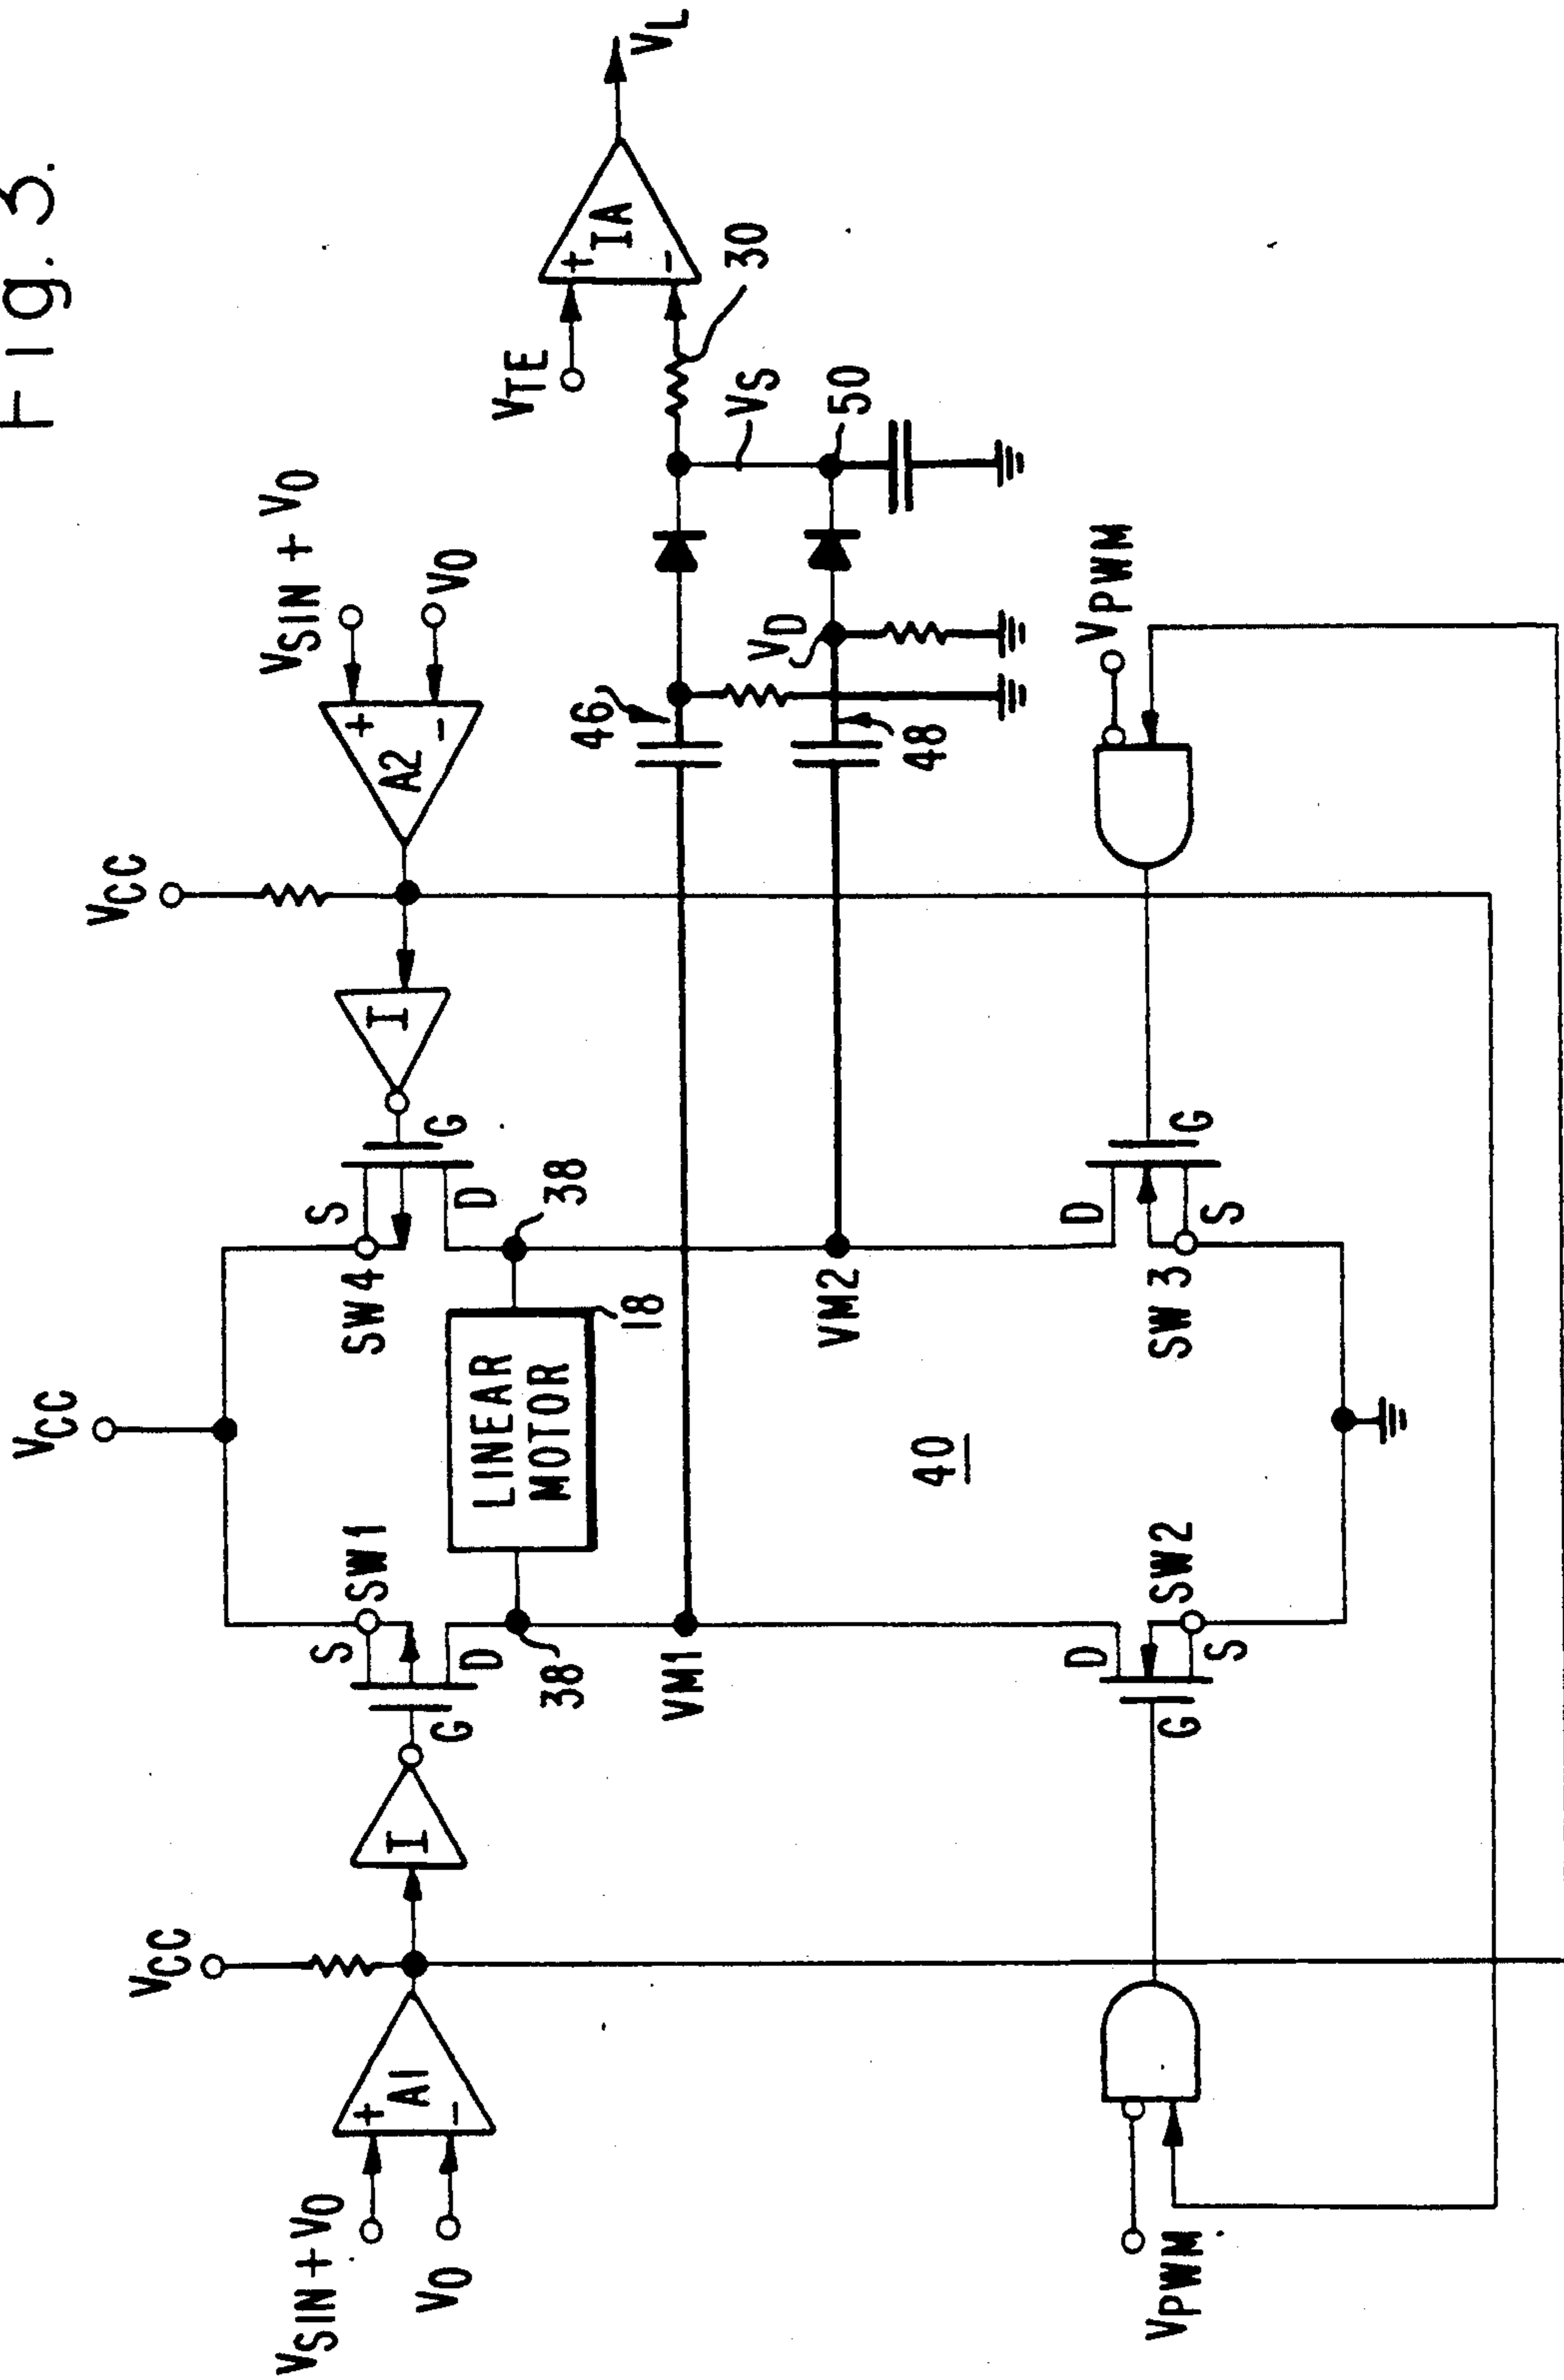 Fig. 3.
VCC
VCC
VCC
VSIN + VO
VO
A1
+
-
I
G
S
D
SW1
38
LINEAR
MOTOR
18
38
SW4
S
D
G
I
A2
+
-
VSIN + VO
VO
VM1
VM2
40
46
48
VD
VS
50
30
VTE
+
-
IA
VL
VPWM
G
D
S
SW2
SW3
D
S
G
VPWM